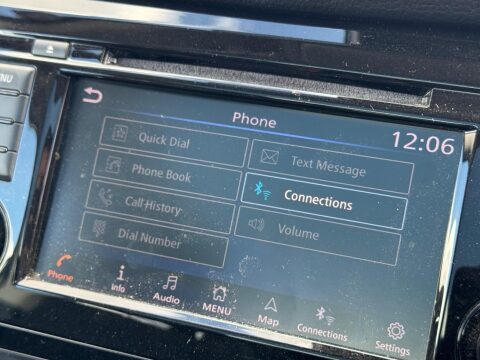 Phone
12:06
Quick Dial
Text Message
Phone Book
Connections
Call History
Volume
Dial Number
Phone
Info
Audio
MENU
Map
Connections
Settings